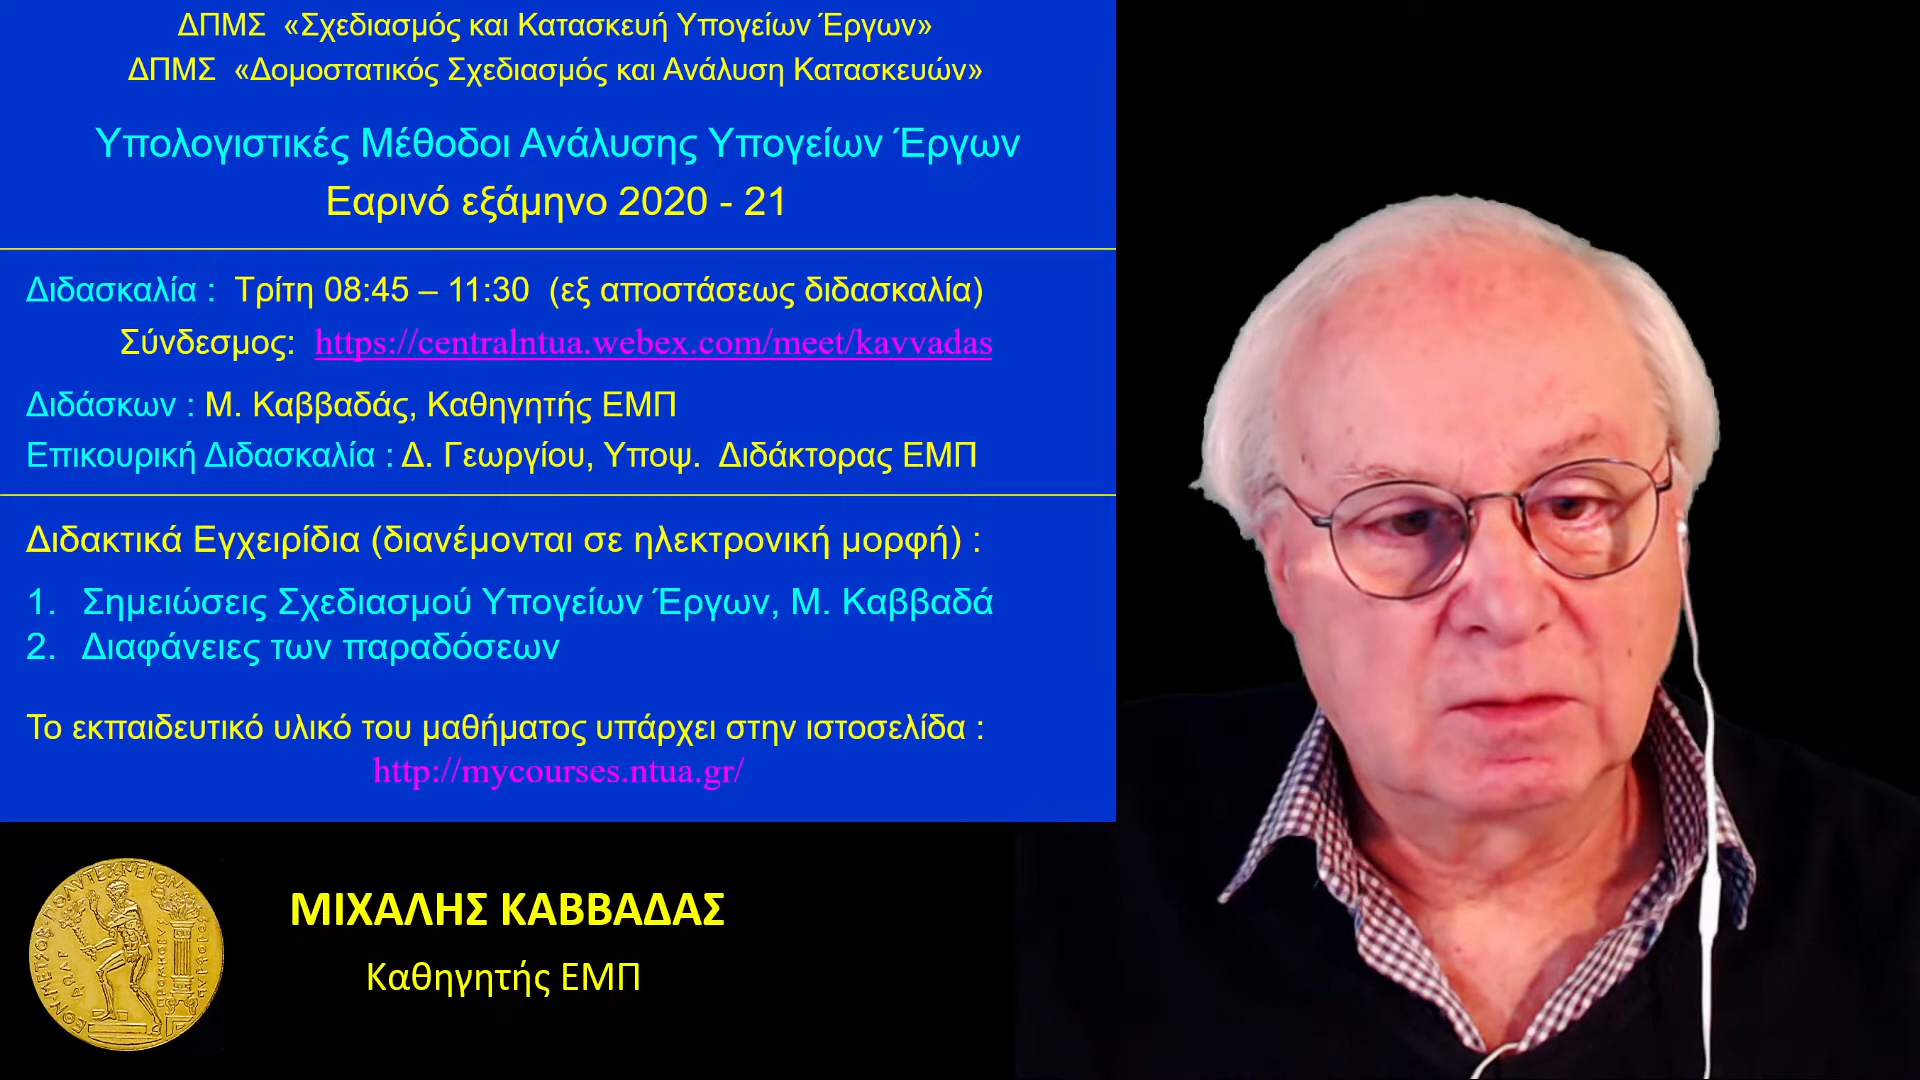 ΔΠΜΣ «Σχεδιασμός και Κατασκευή Υπογείων Έργων»
ΔΠΜΣ «Δομοστατικός Σχεδιασμός και Ανάλυση Κατασκευών»
Υπολογιστικές Μέθοδοι Ανάλυσης Υπογείων Έργων
Εαρινό εξάμηνο 2020 - 21
Διδασκαλία : Τρίτη 08:45 – 11:30 (εξ αποστάσεως διδασκαλία)
Σύνδεσμος: https://centralntua.webex.com/meet/kavvadas
Διδάσκων : Μ. Καββαδάς, Καθηγητής ΕΜΠ
Επικουρική Διδασκαλία : Δ. Γεωργίου, Υποψ. Διδάκτορας ΕΜΠ
Διδακτικά Εγχειρίδια (διανέμονται σε ηλεκτρονική μορφή) :
1. Σημειώσεις Σχεδιασμού Υπογείων Έργων, Μ. Καββαδά
2. Διαφάνειες των παραδόσεων
Το εκπαιδευτικό υλικό του μαθήματος υπάρχει στην ιστοσελίδα :
http://mycourses.ntua.gr/
ΜΙΧΑΛΗΣ ΚΑΒΒΑΔΑΣ
Καθηγητής ΕΜΠ